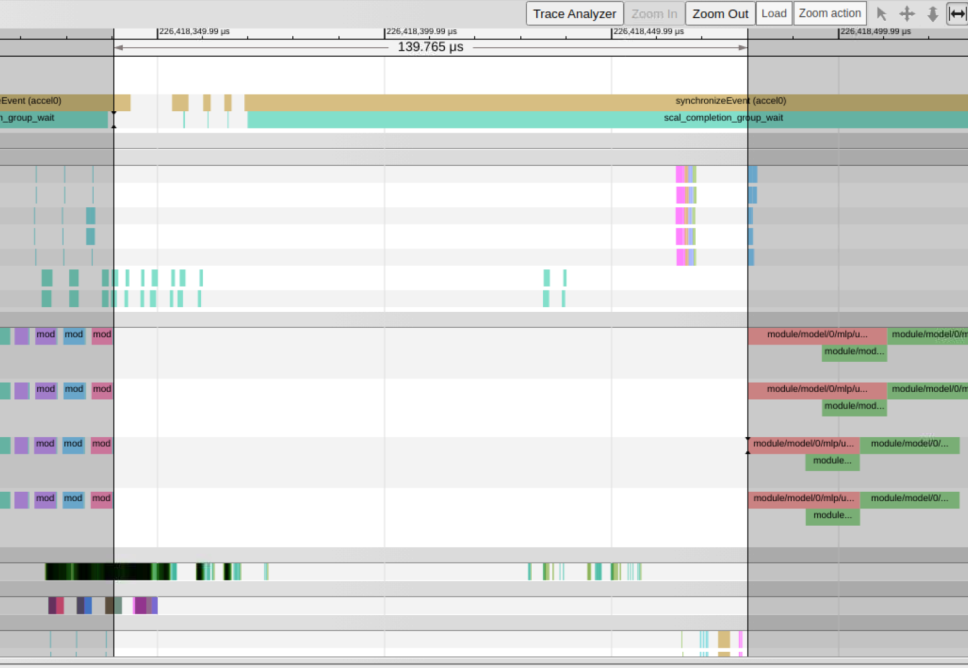 Trace Analyzer Zoom In Zoom Out Load Zoom action
226,418,349.99 µs 226,418,399.99 µs 226,418,449.99 µs 226,418,499.99 µs
139.765 µs
eEvent (accel0) synchronizeEvent (accel0)
n_group_wait scal_completion_group_wait
mod mod mod module/model/0/mlp/u... module/model/0/m
module/mod...
mod mod mod module/model/0/mlp/u... module/model/0/m
module/mod...
mod mod mod module/model/0/mlp/u... module/model/0/...
module...
mod mod mod module/model/0/mlp/u... module/model/0/...
module...